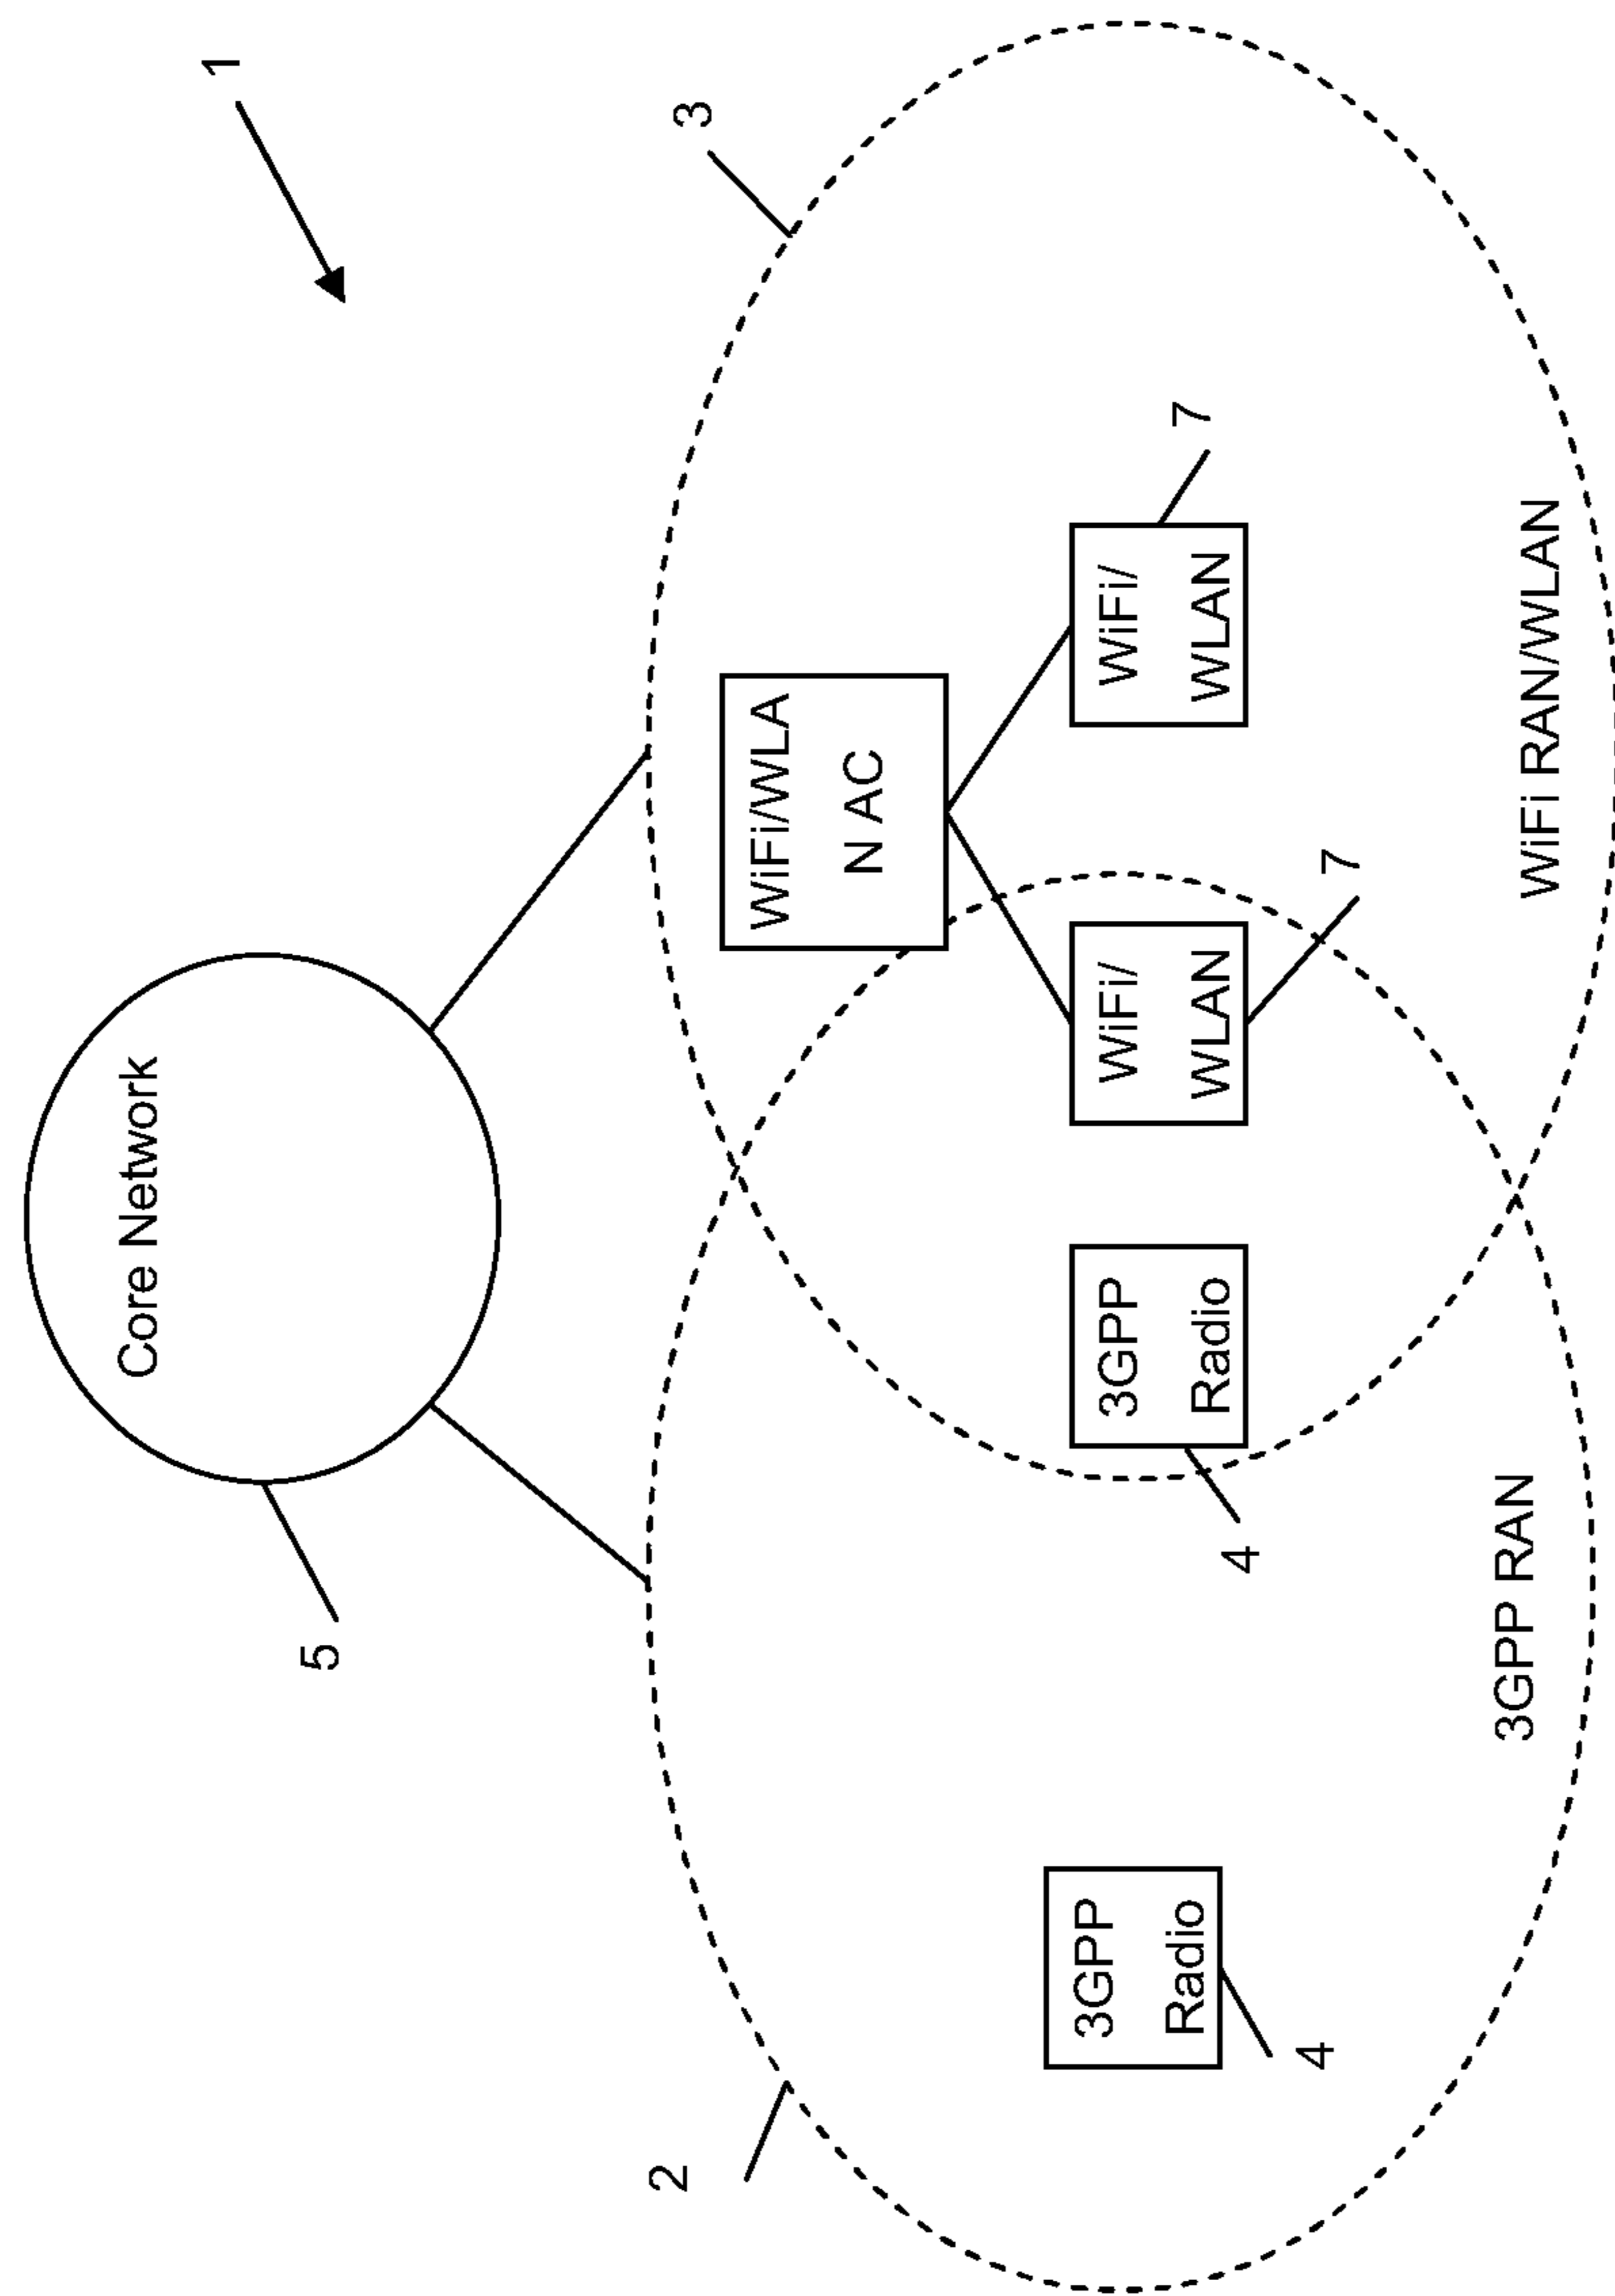 1
Core Network
5
3
2
WiFi/WLA
N AC
7
3GPP
Radio
4
3GPP
Radio
4
WiFi/
WLAN
7
WiFi/
WLAN
3GPP RAN
WiFi RAN/WLAN